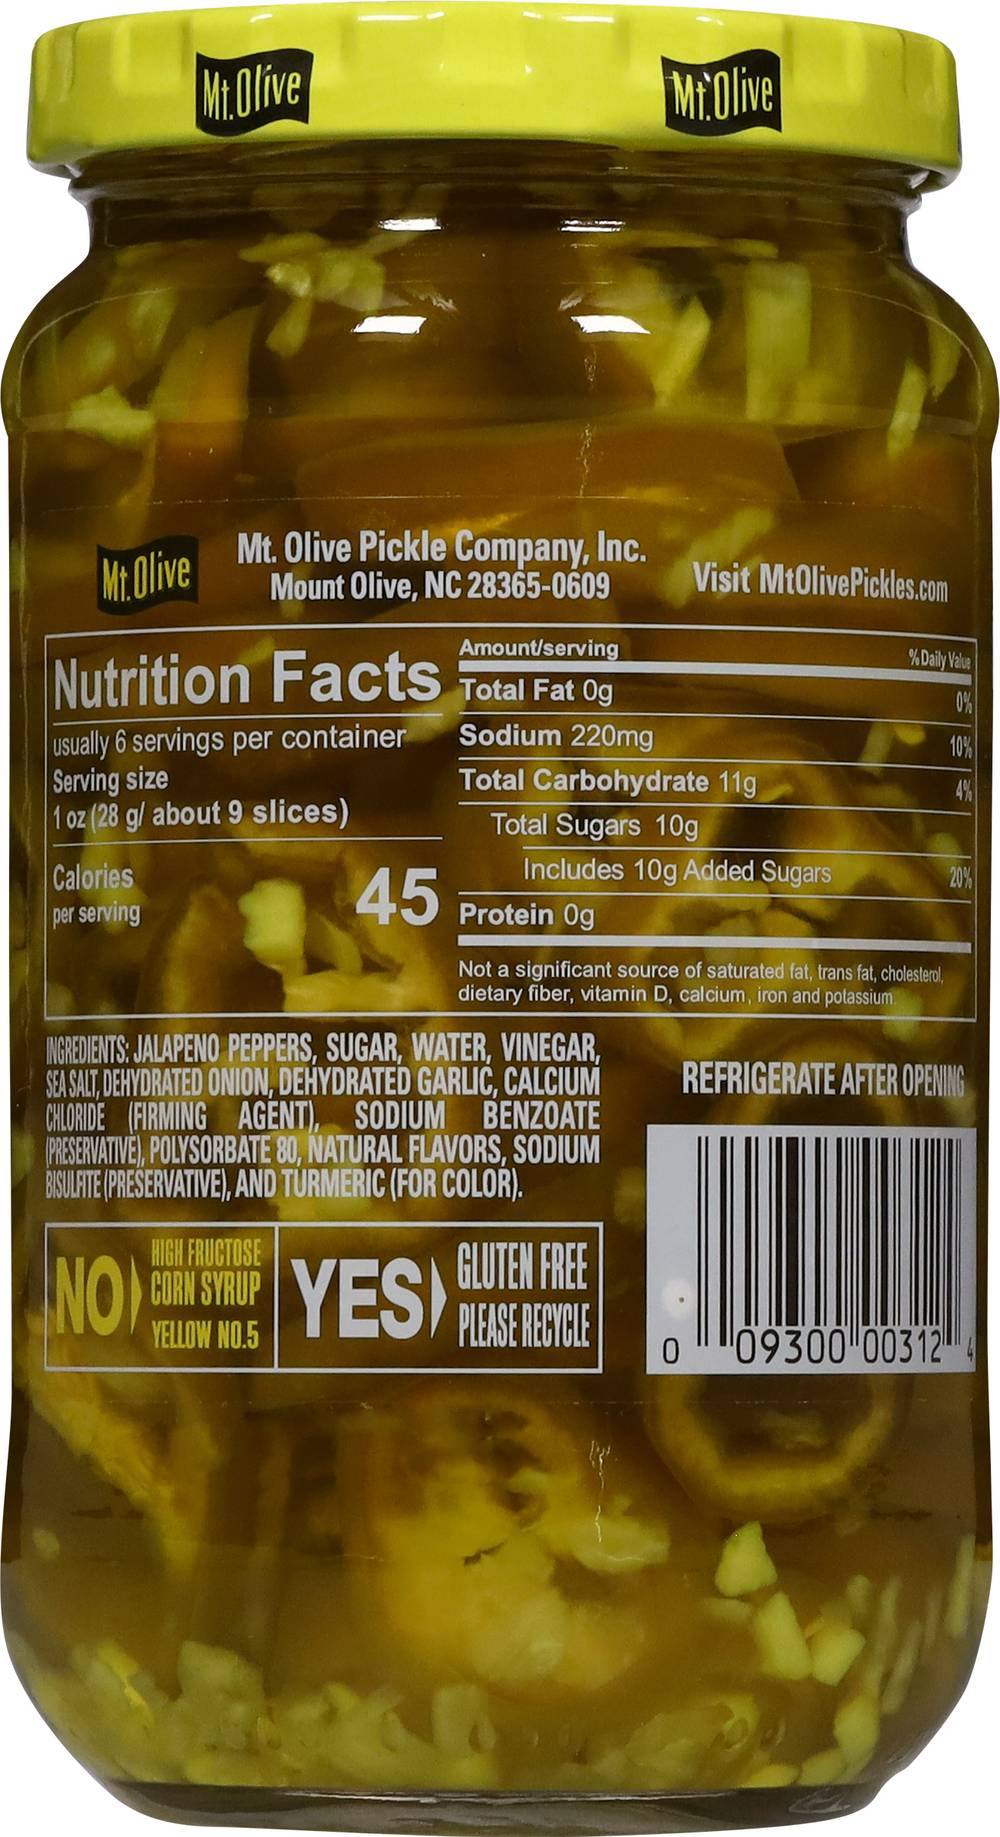 Mt.Olive
Mt.Olive
Mt.Olive
Mt. Olive Pickle Company, Inc.
Mount Olive, NC 28365-0609
Visit MtOlivePickles.com
Nutrition Facts
usually 6 servings per container
Serving size
1 oz (28 g/ about 9 slices)
Calories
per serving
45
Amount/serving
% Daily Value
Total Fat 0g 0%
Sodium 220mg 10%
Total Carbohydrate 11g 4%
Total Sugars 10g
Includes 10g Added Sugars 20%
Protein 0g
Not a significant source of saturated fat, trans fat, cholesterol,
dietary fiber, vitamin D, calcium, iron and potassium.
INGREDIENTS: JALAPENO PEPPERS, SUGAR, WATER, VINEGAR,
SEA SALT, DEHYDRATED ONION, DEHYDRATED GARLIC, CALCIUM
CHLORIDE (FIRMING AGENT), SODIUM BENZOATE
(PRESERVATIVE), POLYSORBATE 80, NATURAL FLAVORS, SODIUM
BISULFITE (PRESERVATIVE), AND TURMERIC (FOR COLOR).
REFRIGERATE AFTER OPENING
NO
HIGH FRUCTOSE
CORN SYRUP
YELLOW NO.5
YES
GLUTEN FREE
PLEASE RECYCLE
0 09300 00312 4